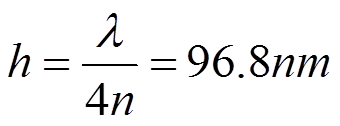 h = λ/4n = 96.8nm